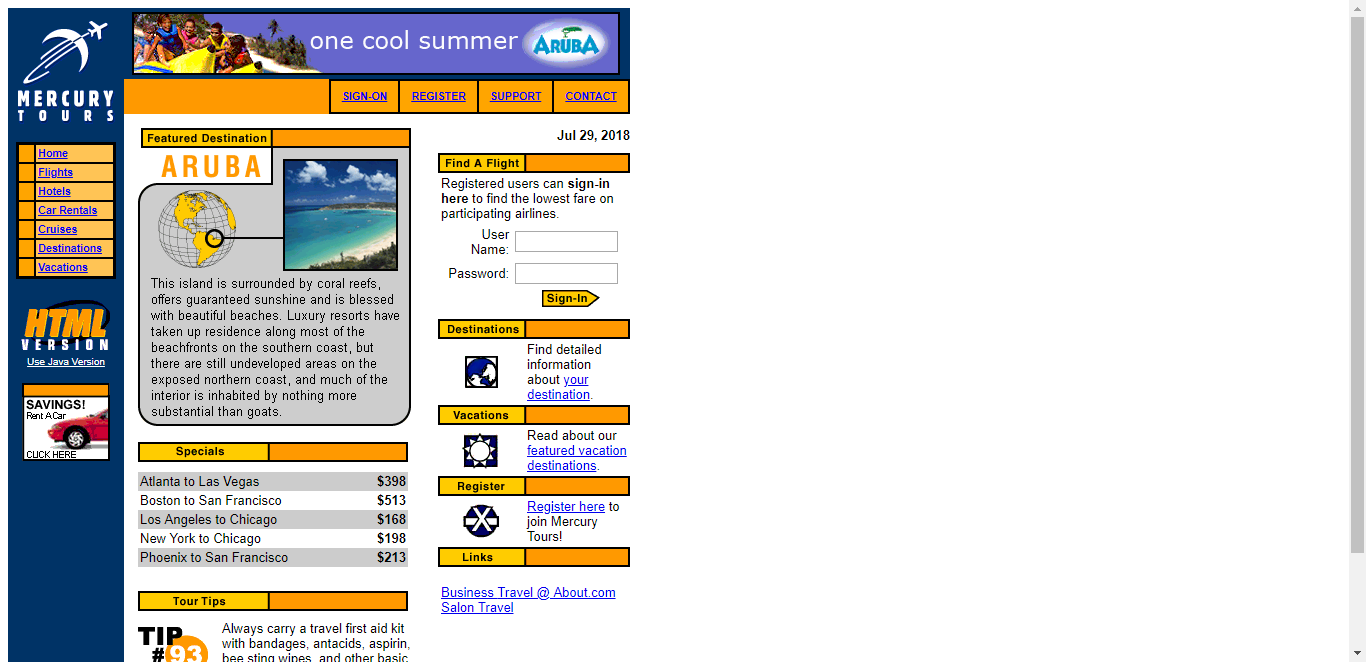 MERCURY
TOURS
one cool summer
ARUBA
SIGN-ON
REGISTER
SUPPORT
CONTACT
Home
Flights
Hotels
Car Rentals
Cruises
Destinations
Vacations
HTML
VERSION
Use Java Version
SAVINGS!
Rent A Car
CLICK HERE
Featured Destination
ARUBA
This island is surrounded by coral reefs,
offers guaranteed sunshine and is blessed
with beautiful beaches. Luxury resorts have
taken up residence along most of the
beachfronts on the southern coast, but
there are still undeveloped areas on the
exposed northern coast, and much of the
interior is inhabited by nothing more
substantial than goats.
Specials
Atlanta to Las Vegas $398
Boston to San Francisco $513
Los Angeles to Chicago $168
New York to Chicago $198
Phoenix to San Francisco $213
Tour Tips
TIP
#93
Always carry a travel first aid kit
with bandages, antacids, aspirin,
bee sting wipes, and other basic
Jul 29, 2018
Find A Flight
Registered users can sign-in
here to find the lowest fare on
participating airlines.
User
Name:
Password:
Sign-In
Destinations
Find detailed
information
about your
destination.
Vacations
Read about our
featured vacation
destinations.
Register
Register here to
join Mercury
Tours!
Links
Business Travel @ About.com
Salon Travel